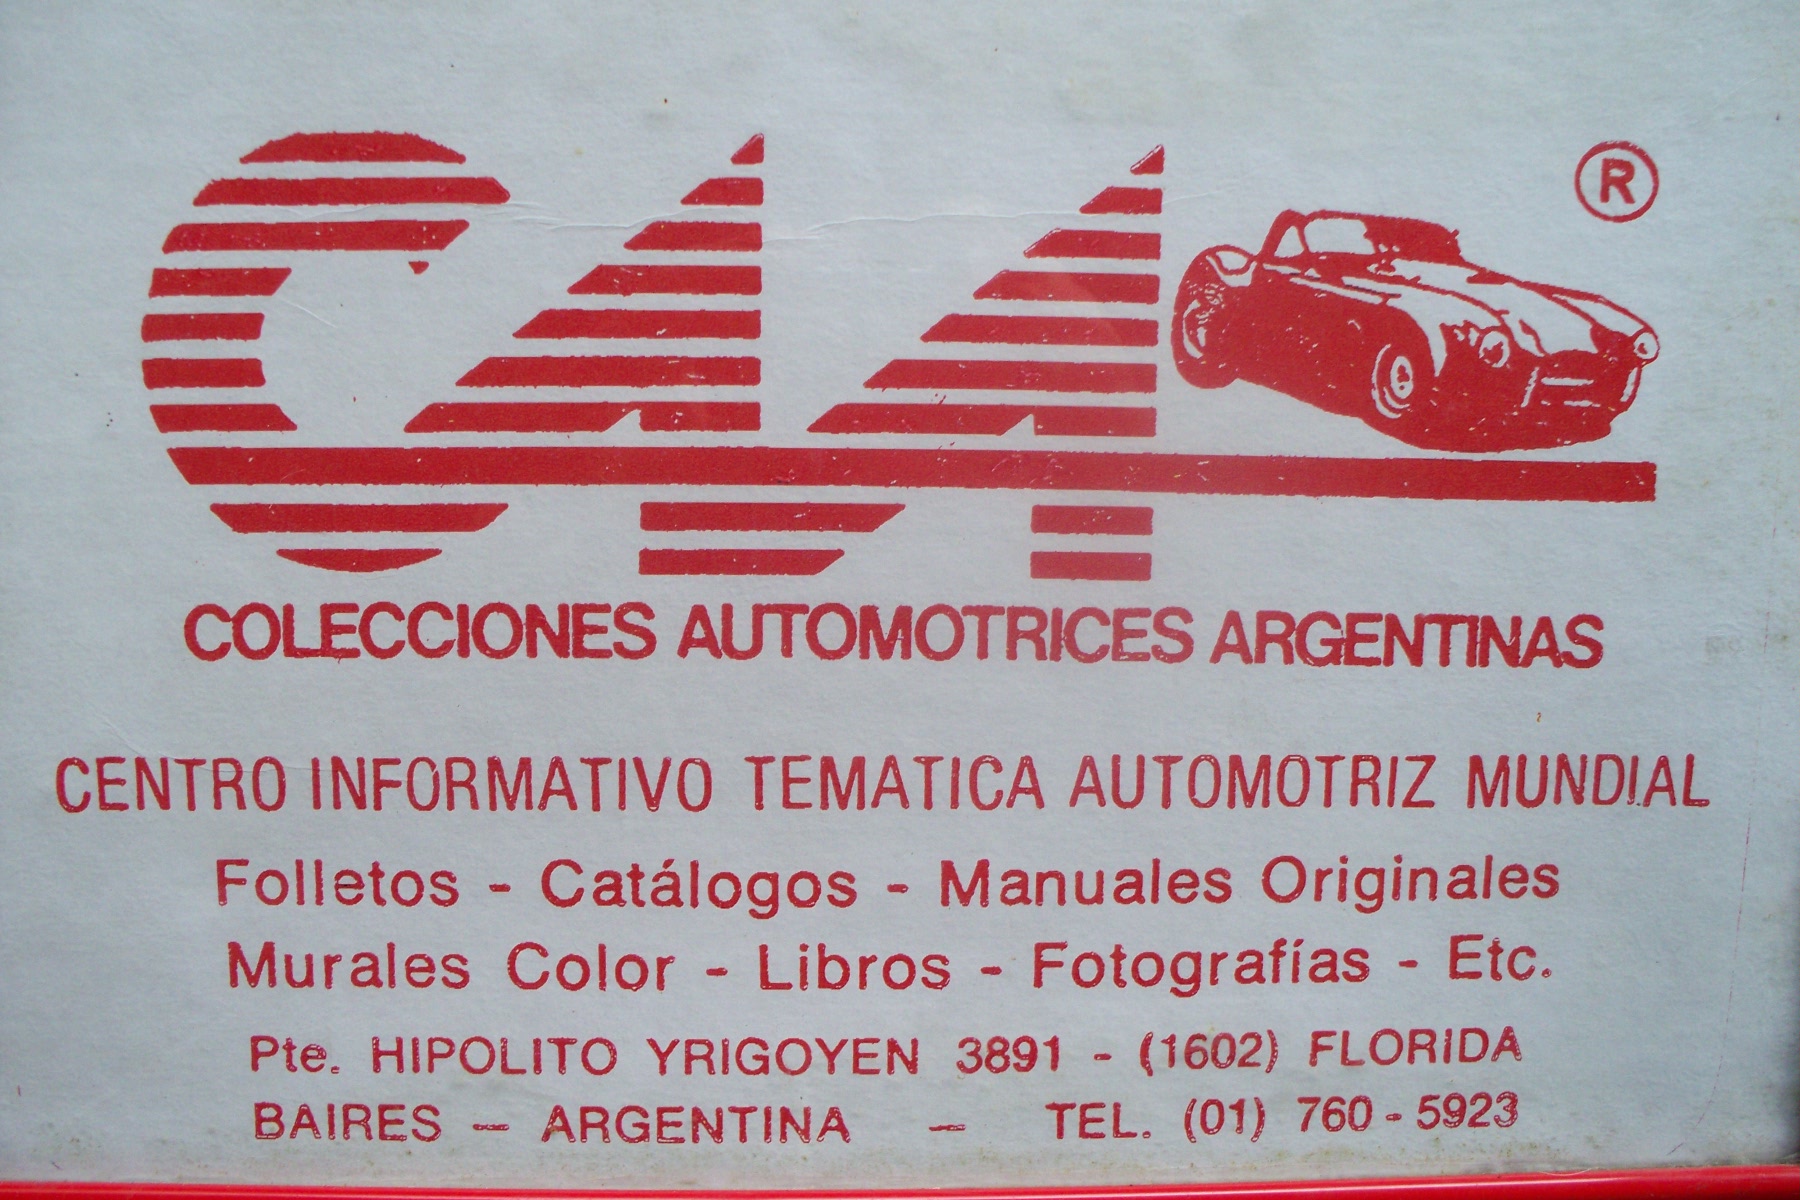 CAA ®
COLECCIONES AUTOMOTRICES ARGENTINAS
CENTRO INFORMATIVO TEMATICA AUTOMOTRIZ MUNDIAL
Folletos - Catálogos - Manuales Originales
Murales Color - Libros - Fotografías - Etc.
Pte. HIPOLITO YRIGOYEN 3891 - (1602) FLORIDA
BAIRES - ARGENTINA - TEL. (01) 760-5923